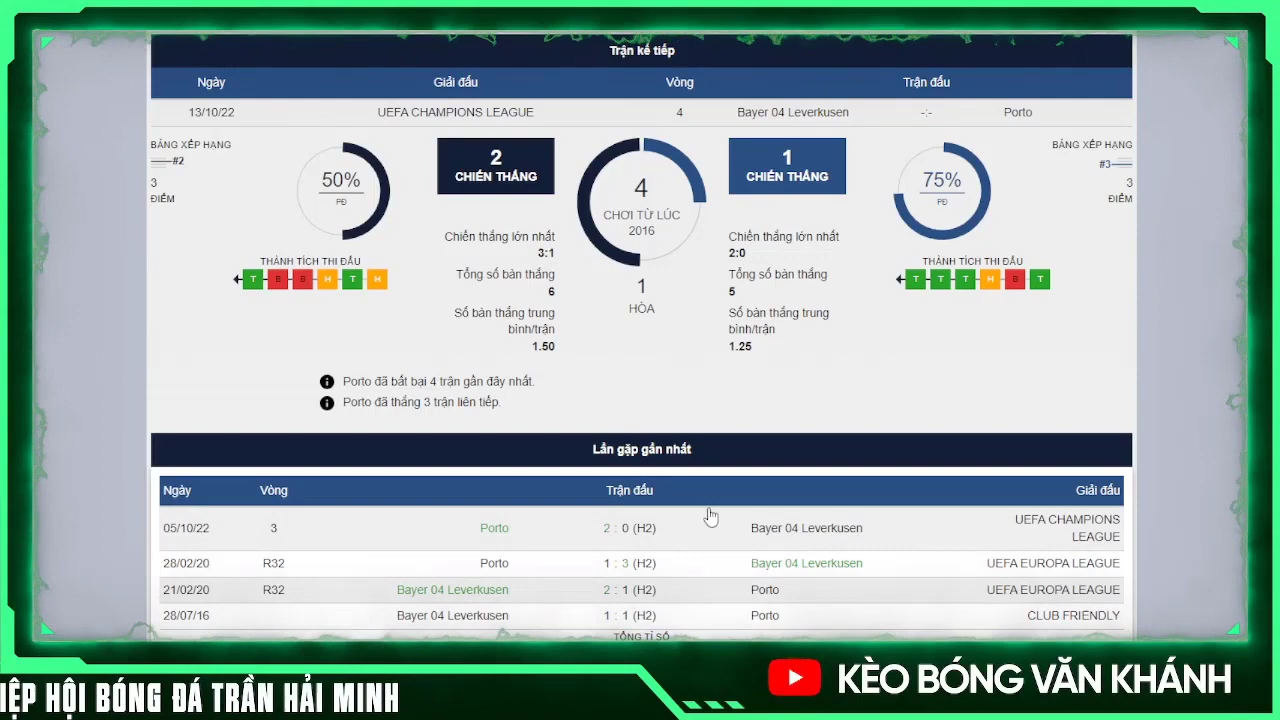 Trận kế tiếp
Ngày Giải đấu Vòng Trận đấu
13/10/22 UEFA CHAMPIONS LEAGUE 4 Bayer 04 Leverkusen -:- Porto
BẢNG XẾP HẠNG
#2
3
ĐIỂM
50%
PĐ
THÀNH TÍCH THI ĐẤU
T B B H T H
2
CHIẾN THẮNG
Chiến thắng lớn nhất
3:1
Tổng số bàn thắng
6
Số bàn thắng trung
bình/trận
1.50
4
CHƠI TỪ LÚC
2016
1
HÒA
1
CHIẾN THẮNG
Chiến thắng lớn nhất
2:0
Tổng số bàn thắng
5
Số bàn thắng trung
bình/trận
1.25
75%
PĐ
THÀNH TÍCH THI ĐẤU
T T T H B T
BẢNG XẾP HẠNG
#3
3
ĐIỂM
Porto đã bất bại 4 trận gần đây nhất.
Porto đã thắng 3 trận liên tiếp.
Lần gặp gần nhất
Ngày Vòng Trận đấu Giải đấu
05/10/22 3 Porto 2 : 0 (H2) Bayer 04 Leverkusen UEFA CHAMPIONS
LEAGUE
28/02/20 R32 Porto 1 : 3 (H2) Bayer 04 Leverkusen UEFA EUROPA LEAGUE
21/02/20 R32 Bayer 04 Leverkusen 2 : 1 (H2) Porto UEFA EUROPA LEAGUE
28/07/16 Bayer 04 Leverkusen 1 : 1 (H2) Porto CLUB FRIENDLY
TỔNG TỈ SỐ
IỆP HỘI BÓNG ĐÁ TRẦN HẢI MINH
KÈO BÓNG VĂN KHÁNH